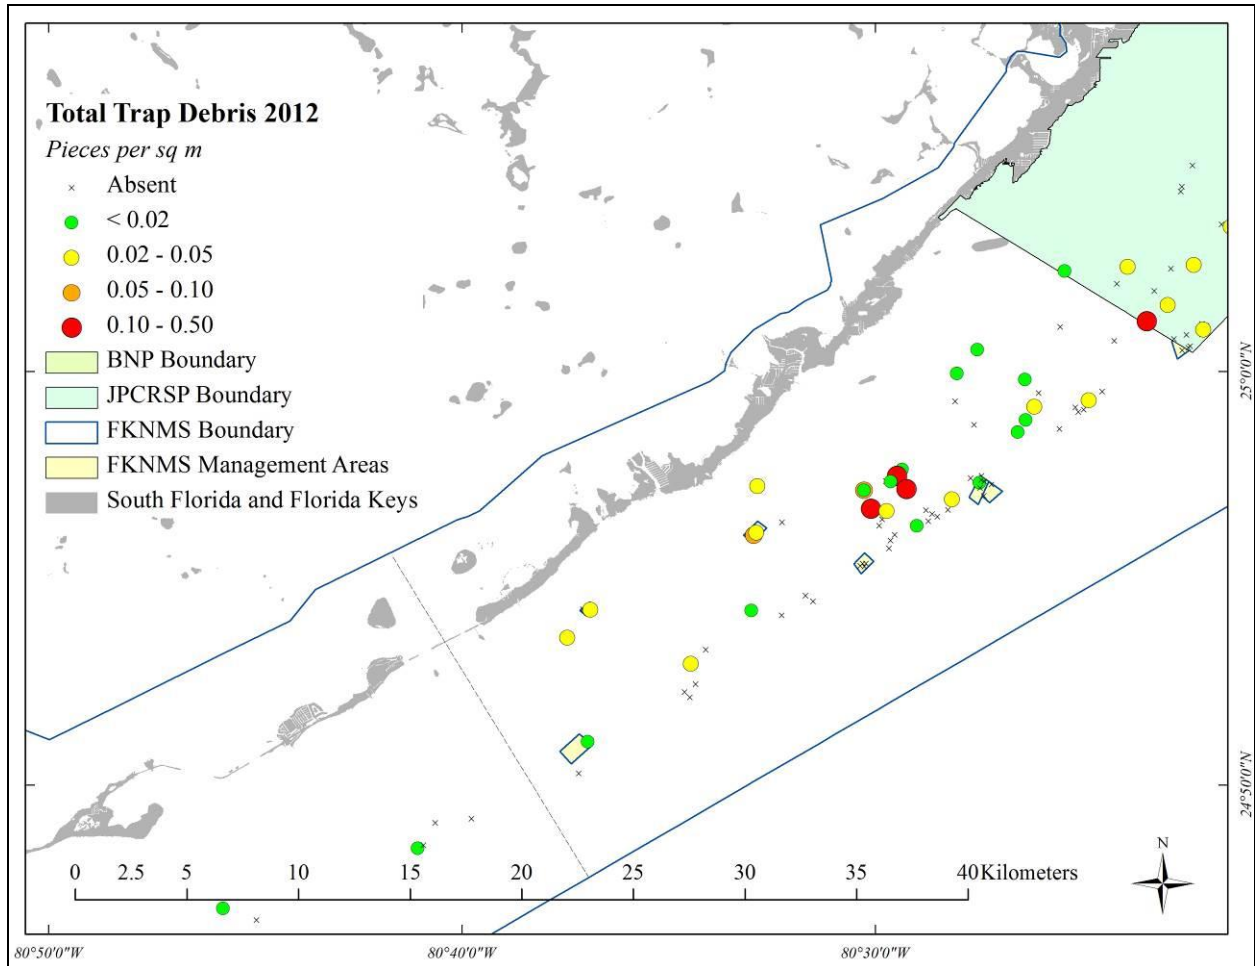 Total Trap Debris 2012
Pieces per sq m
Absent
< 0.02
0.02 - 0.05
0.05 - 0.10
0.10 - 0.50
BNP Boundary
JPCRSP Boundary
FKNMS Boundary
FKNMS Management Areas
South Florida and Florida Keys
25°0'0"N
24°50'0"N
N
0 2.5 5 10 15 20 25 30 35 40 Kilometers
80°50'0"W 80°40'0"W 80°30'0"W